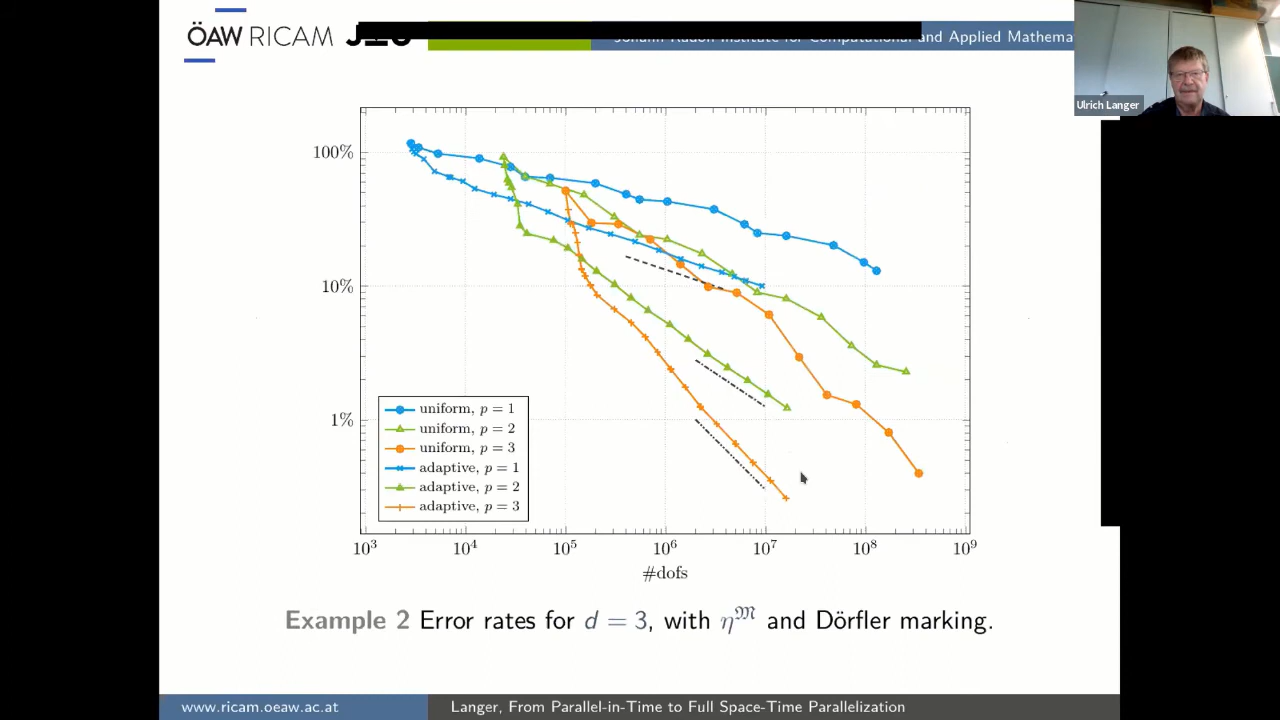 ÖAW RICAM
Johann Radon Institute for Computational and Applied Mathema
Ulrich Langer
100%
10%
1%
uniform, p = 1
uniform, p = 2
uniform, p = 3
adaptive, p = 1
adaptive, p = 2
adaptive, p = 3
10³ 10⁴ 10⁵ 10⁶ 10⁷ 10⁸ 10⁹
#dofs
Example 2 Error rates for d = 3, with η^𝔐 and Dörfler marking.
www.ricam.oeaw.ac.at Langer, From Parallel-in-Time to Full Space-Time Parallelization